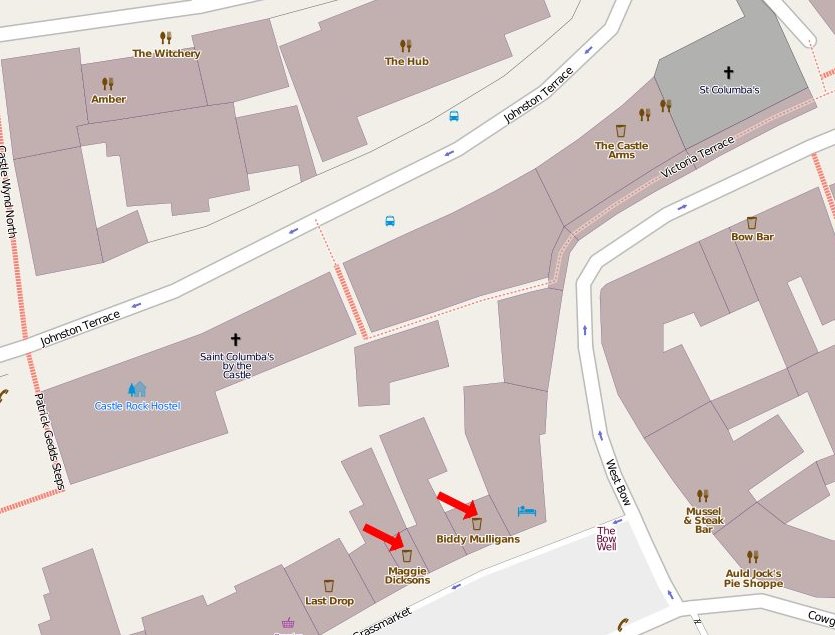 The Witchery
The Hub
Amber
Johnston Terrace
St Columba's
The Castle
Arms
Victoria Terrace
Castle Wynd North
Bow Bar
Johnston Terrace
Saint Columba's
by the
Castle
Castle Rock Hostel
Patrick Gedds Steps
West Bow
Mussel
& Steak
Bar
Biddy Mulligans
The
Bow
Well
Maggie
Dicksons
Auld Jock's
Pie Shoppe
Last Drop
Grassmarket
Cowg